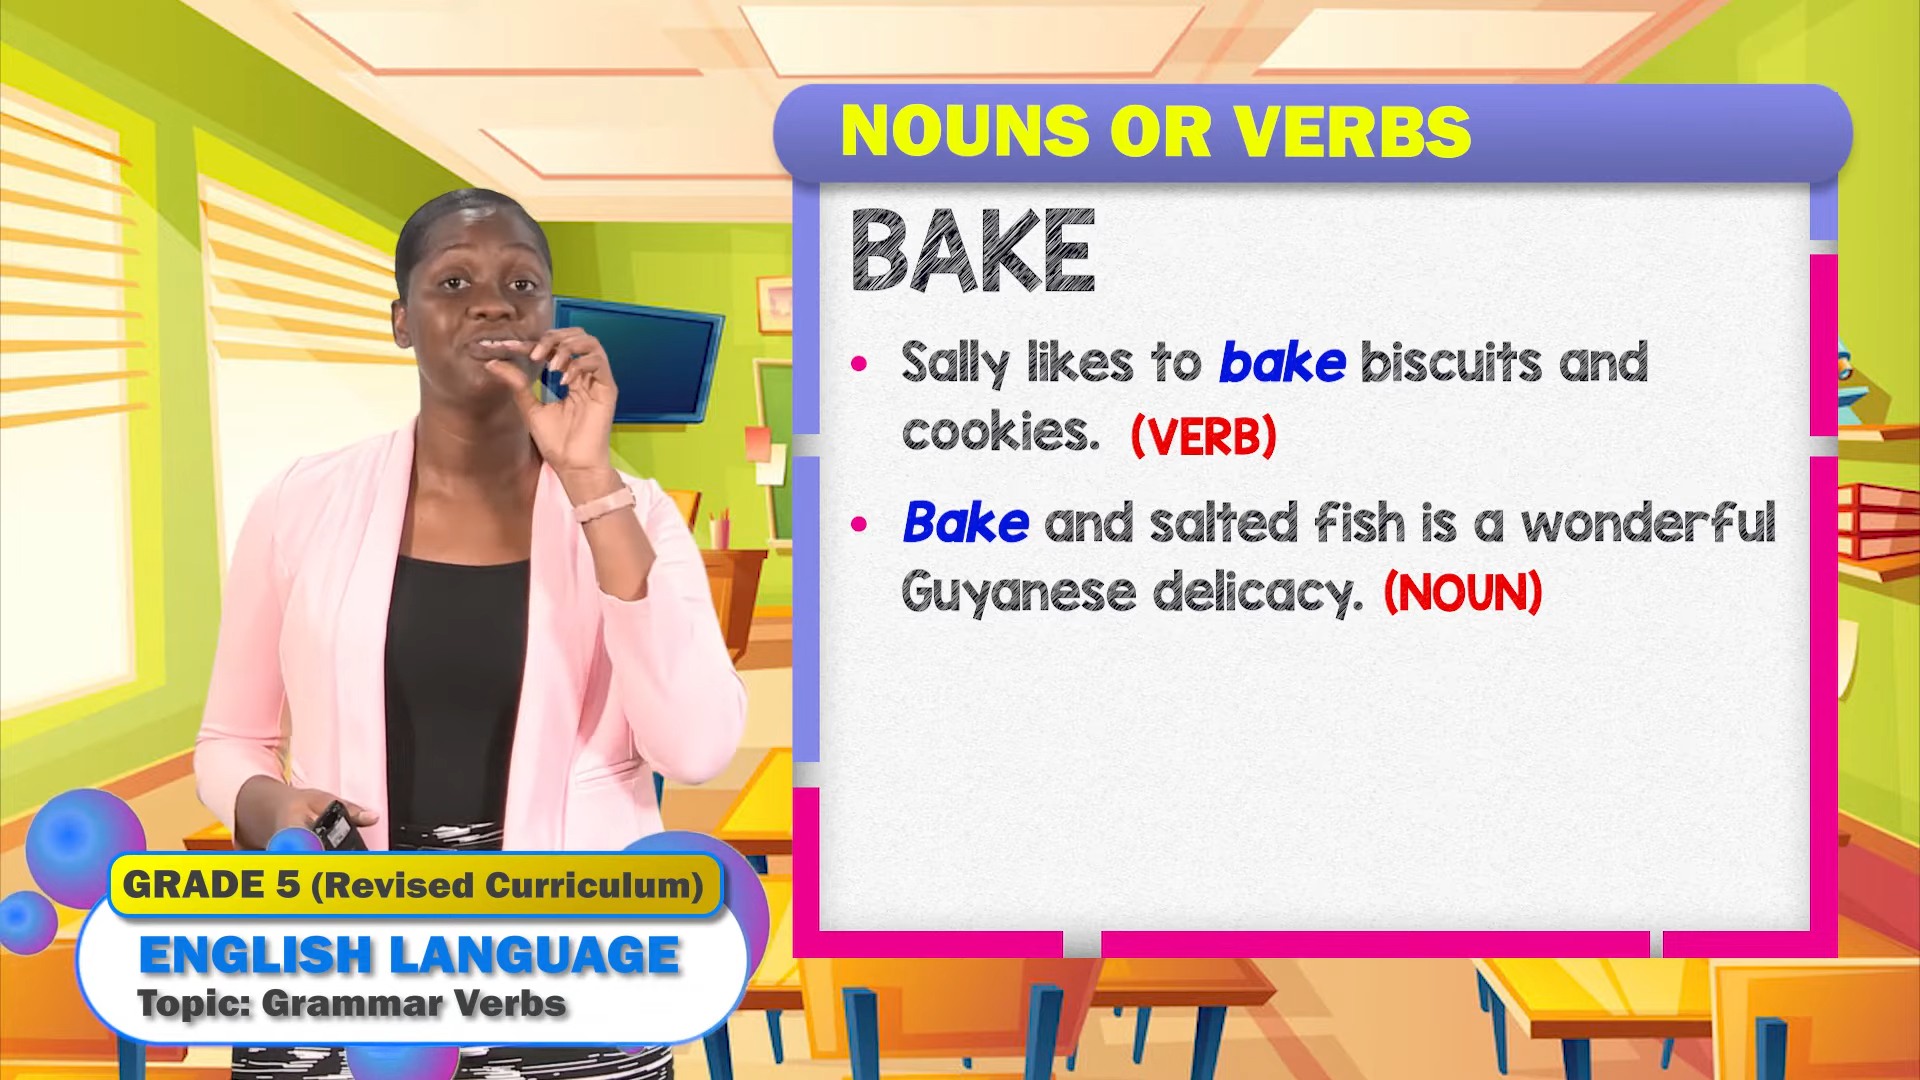 NOUNS OR VERBS
BAKE
• Sally likes to bake biscuits and
cookies. (VERB)
• Bake and salted fish is a wonderful
Guyanese delicacy. (NOUN)
GRADE 5 (Revised Curriculum)
ENGLISH LANGUAGE
Topic: Grammar Verbs